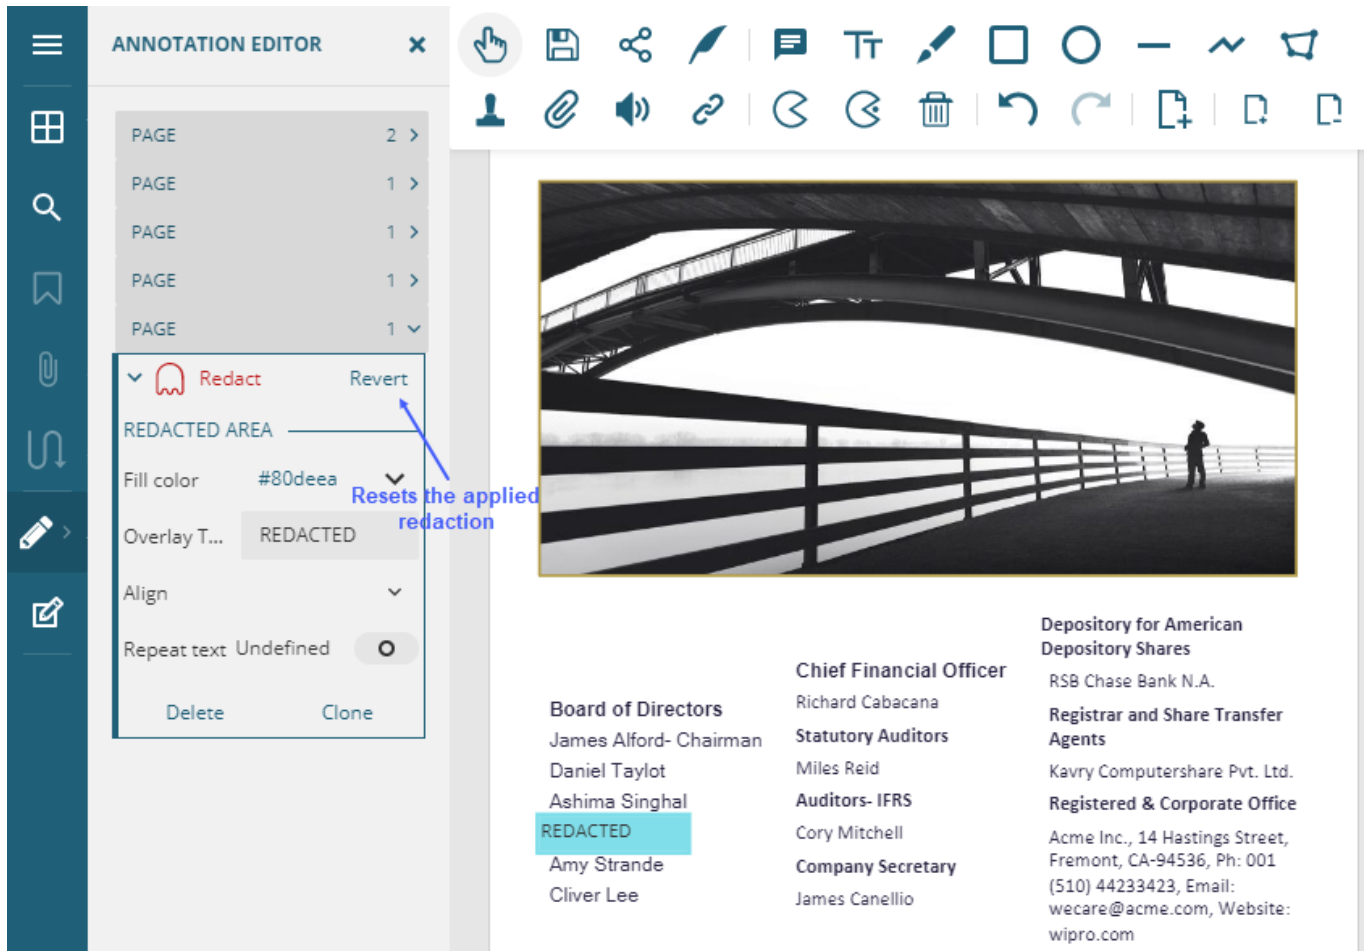 ANNOTATION EDITOR
PAGE 2
PAGE 1
PAGE 1
PAGE 1
PAGE 1
Redact Revert
REDACTED AREA
Fill color #80deea
Resets the applied
redaction
Overlay T... REDACTED
Align
Repeat text Undefined
Delete Clone
Board of Directors
James Alford- Chairman
Daniel Taylot
Ashima Singhal
REDACTED
Amy Strande
Cliver Lee
Chief Financial Officer
Richard Cabacana
Statutory Auditors
Miles Reid
Auditors- IFRS
Cory Mitchell
Company Secretary
James Canellio
Depository for American
Depository Shares
RSB Chase Bank N.A.
Registrar and Share Transfer
Agents
Kavry Computershare Pvt. Ltd.
Registered & Corporate Office
Acme Inc., 14 Hastings Street,
Fremont, CA-94536, Ph: 001
(510) 44233423, Email:
wecare@acme.com, Website:
wipro.com